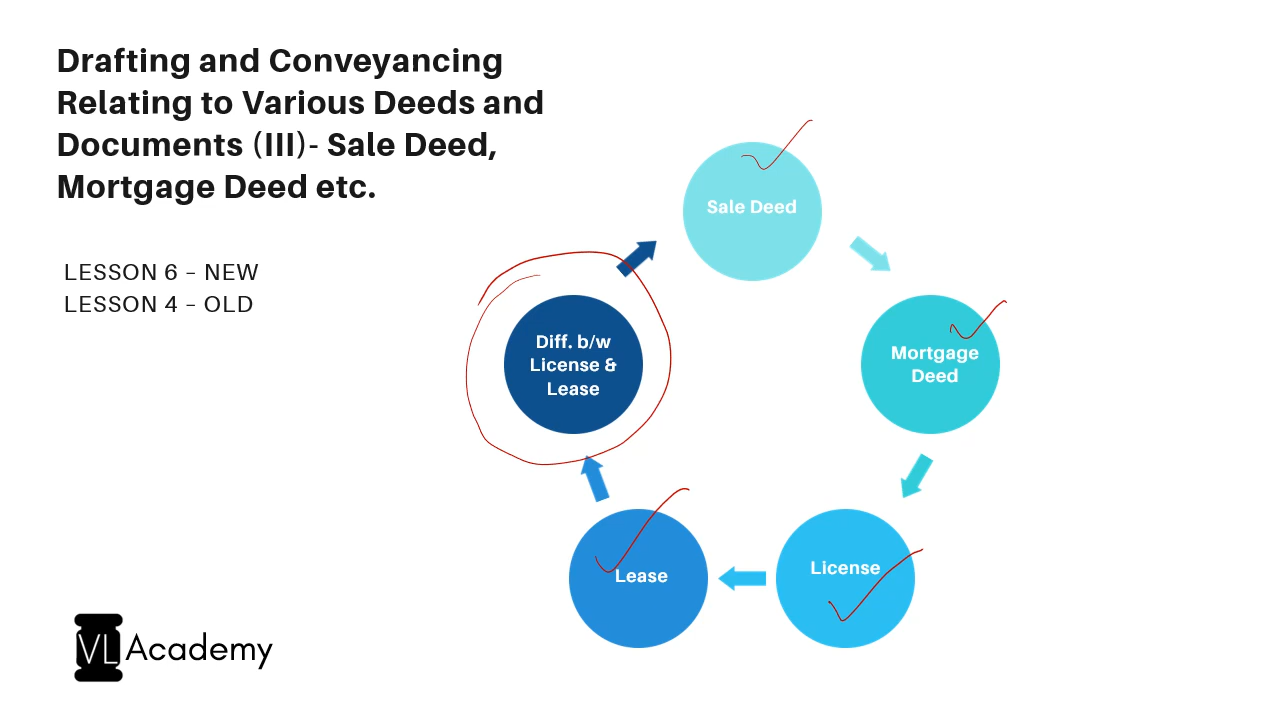 Drafting and Conveyancing
Relating to Various Deeds and
Documents (III)- Sale Deed,
Mortgage Deed etc.
LESSON 6 – NEW
LESSON 4 – OLD
Sale Deed
Mortgage
Deed
License
Lease
Diff. b/w
License &
Lease
VL Academy